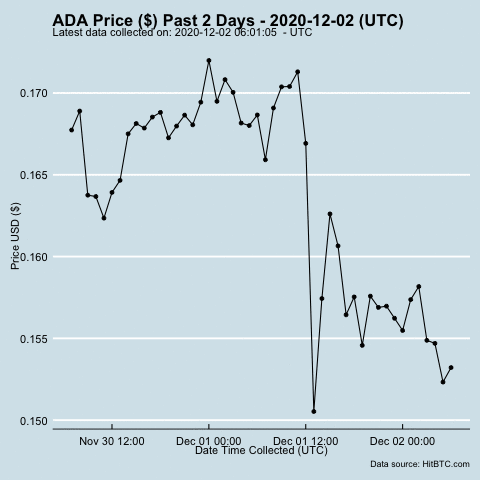 ADA Price ($) Past 2 Days - 2020-12-02 (UTC)
Latest data collected on: 2020-12-02 06:01:05 - UTC
0.170
0.165
0.160
0.155
0.150
Price USD ($)
Nov 30 12:00 Dec 01 00:00 Dec 01 12:00 Dec 02 00:00
Date Time Collected (UTC)
Data source: HitBTC.com